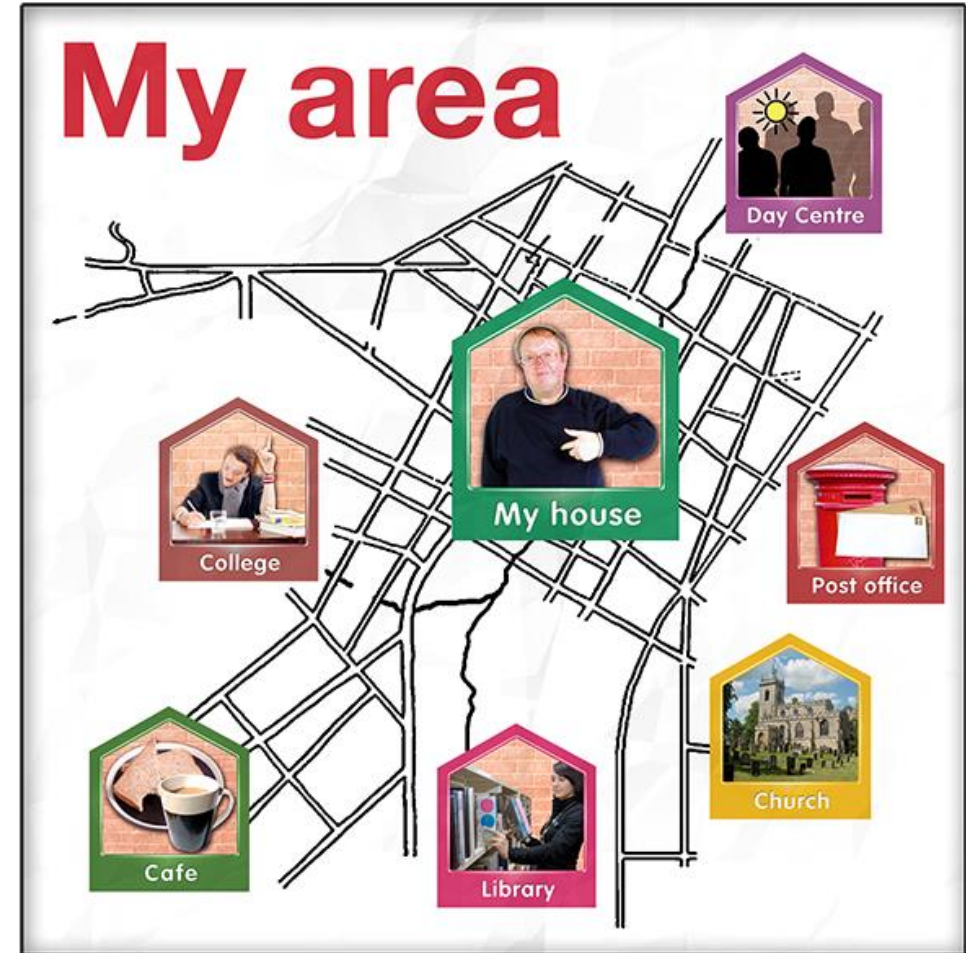 My area
Day Centre
My house
College
Post office
Church
Cafe
Library